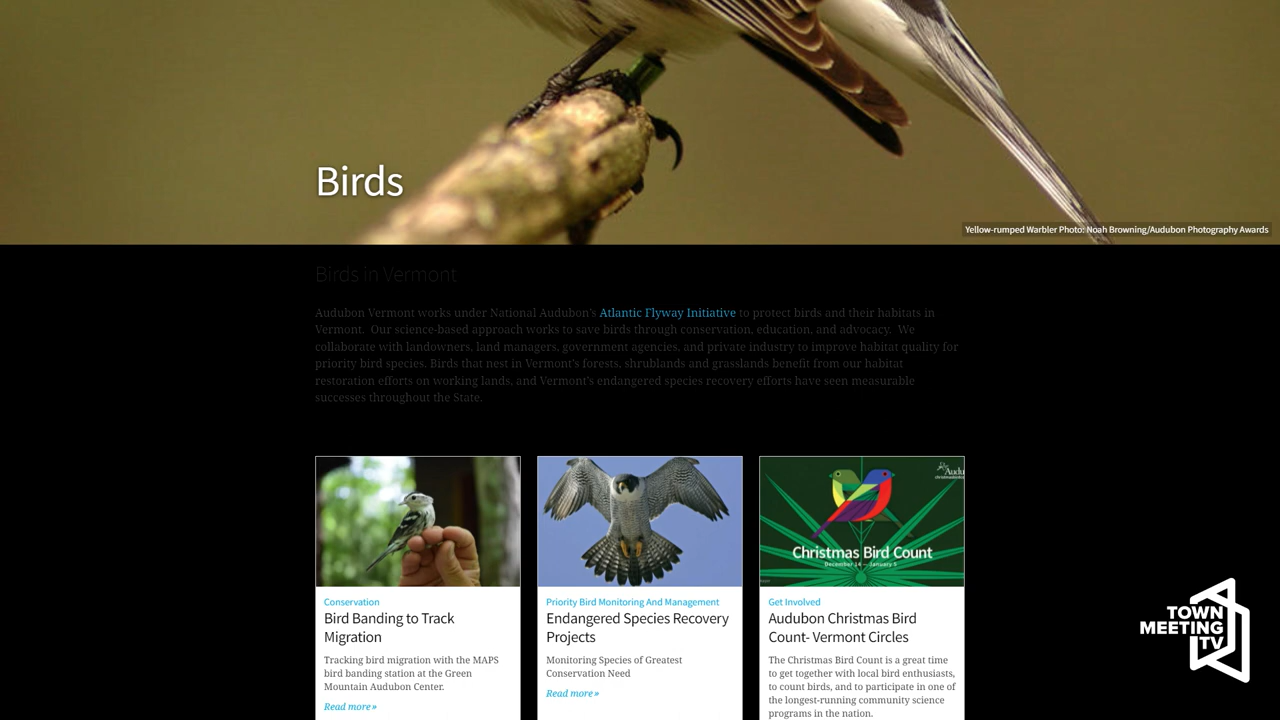 Birds
Yellow-rumped Warbler Photo: Noah Browning/Audubon Photography Awards
Birds in Vermont
Audubon Vermont works under National Audubon's Atlantic Flyway Initiative to protect birds and their habitats in
Vermont. Our science-based approach works to save birds through conservation, education, and advocacy. We
collaborate with landowners, land managers, government agencies, and private industry to improve habitat quality for
priority bird species. Birds that nest in Vermont's forests, shrublands and grasslands benefit from our habitat
restoration efforts on working lands, and Vermont's endangered species recovery efforts have seen measurable
successes throughout the State.
Christmas Bird Count
December 14 — January 5
Conservation
Bird Banding to Track
Migration
Tracking bird migration with the MAPS
bird banding station at the Green
Mountain Audubon Center.
Read more»
Priority Bird Monitoring And Management
Endangered Species Recovery
Projects
Monitoring Species of Greatest
Conservation Need
Read more»
Get Involved
Audubon Christmas Bird
Count- Vermont Circles
The Christmas Bird Count is a great time
to get together with local bird enthusiasts,
to count birds, and to participate in one of
the longest-running community science
programs in the nation.
TOWN
MEETING
TV